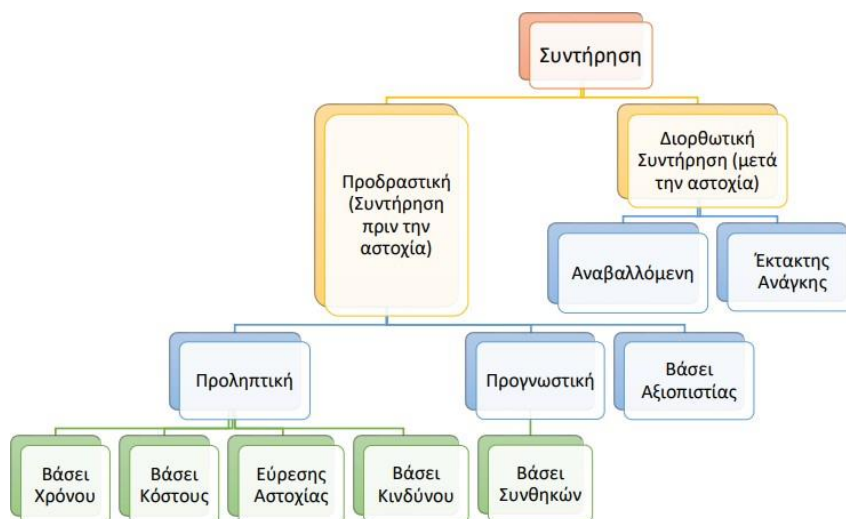 Συντήρηση
Προδραστική
(Συντήρηση
πριν την
αστοχία)
Διορθωτική
Συντήρηση (μετά
την αστοχία)
Αναβαλλόμενη
Έκτακτης
Ανάγκης
Προληπτική
Προγνωστική
Βάσει
Αξιοπιστίας
Βάσει
Χρόνου
Βάσει
Κόστους
Εύρεσης
Αστοχίας
Βάσει
Κινδύνου
Βάσει
Συνθηκών